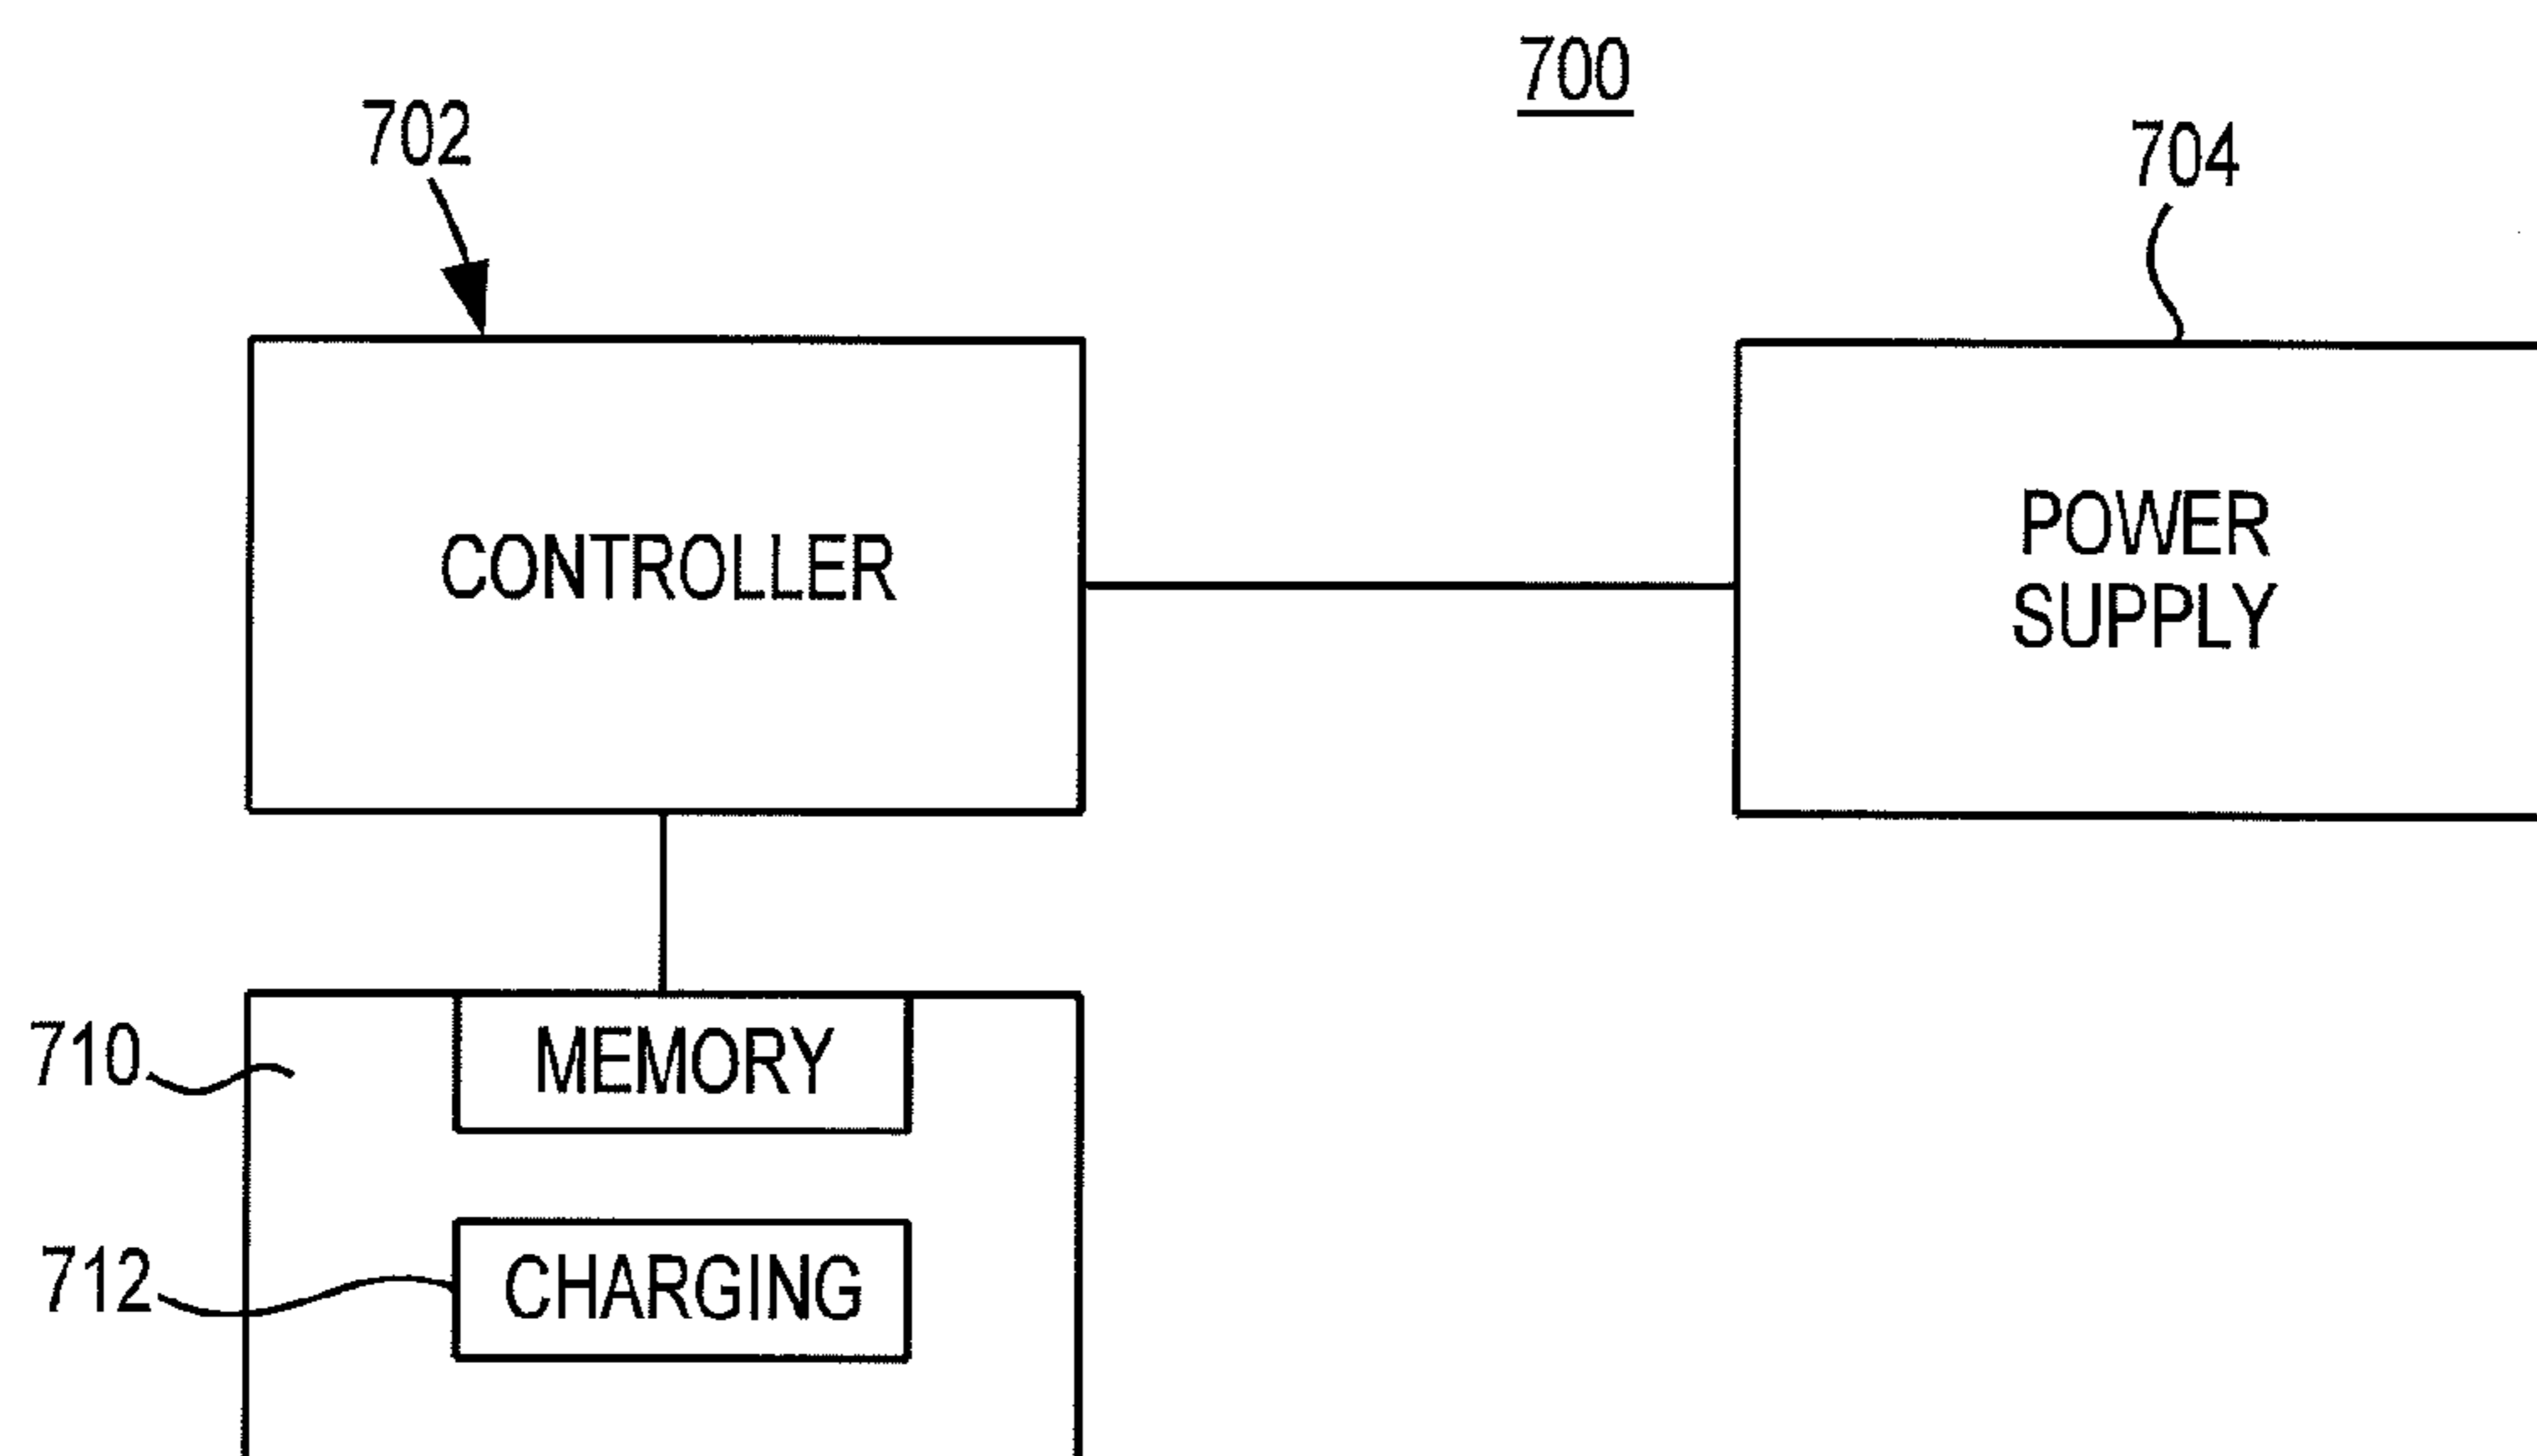 700
702
704
CONTROLLER
POWER
SUPPLY
710
MEMORY
712
CHARGING